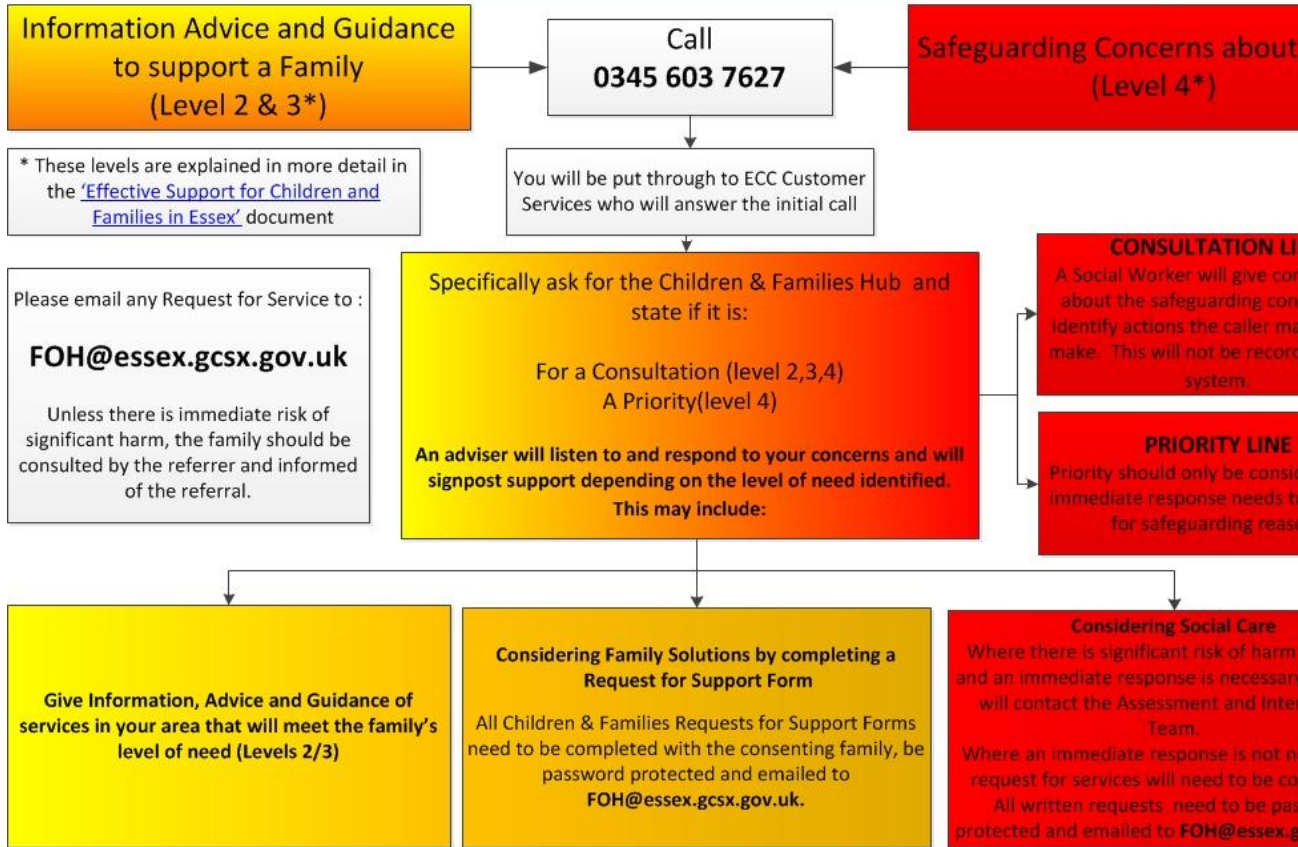 Information Advice and Guidance
to support a Family
(Level 2 & 3*)
Call
0345 603 7627
Safeguarding Concerns about
(Level 4*)
* These levels are explained in more detail in
the 'Effective Support for Children and
Families in Essex' document
You will be put through to ECC Customer
Services who will answer the initial call
Please email any Request for Service to :
FOH@essex.gcsx.gov.uk
Unless there is immediate risk of
significant harm, the family should be
consulted by the referrer and informed
of the referral.
Specifically ask for the Children & Families Hub and
state if it is:
For a Consultation (level 2,3,4)
A Priority(level 4)
An adviser will listen to and respond to your concerns and will
signpost support depending on the level of need identified.
This may include:
CONSULTATION
A Social Worker will give
about the safeguarding
identify actions the caller
make. This will not be
system.
PRIORITY LINE
Priority should only be
immediate response needs
for safeguarding
Give Information, Advice and Guidance of
services in your area that will meet the family's
level of need (Levels 2/3)
Considering Family Solutions by completing a
Request for Support Form
All Children & Families Requests for Support Forms
need to be completed with the consenting family, be
password protected and emailed to
FOH@essex.gcsx.gov.uk.
Considering Social Care
Where there is significant risk of harm
and an immediate response is necessary
will contact the Assessment and
Team.
Where an immediate response is not
request for services will need to be
All written requests need to be
protected and emailed to